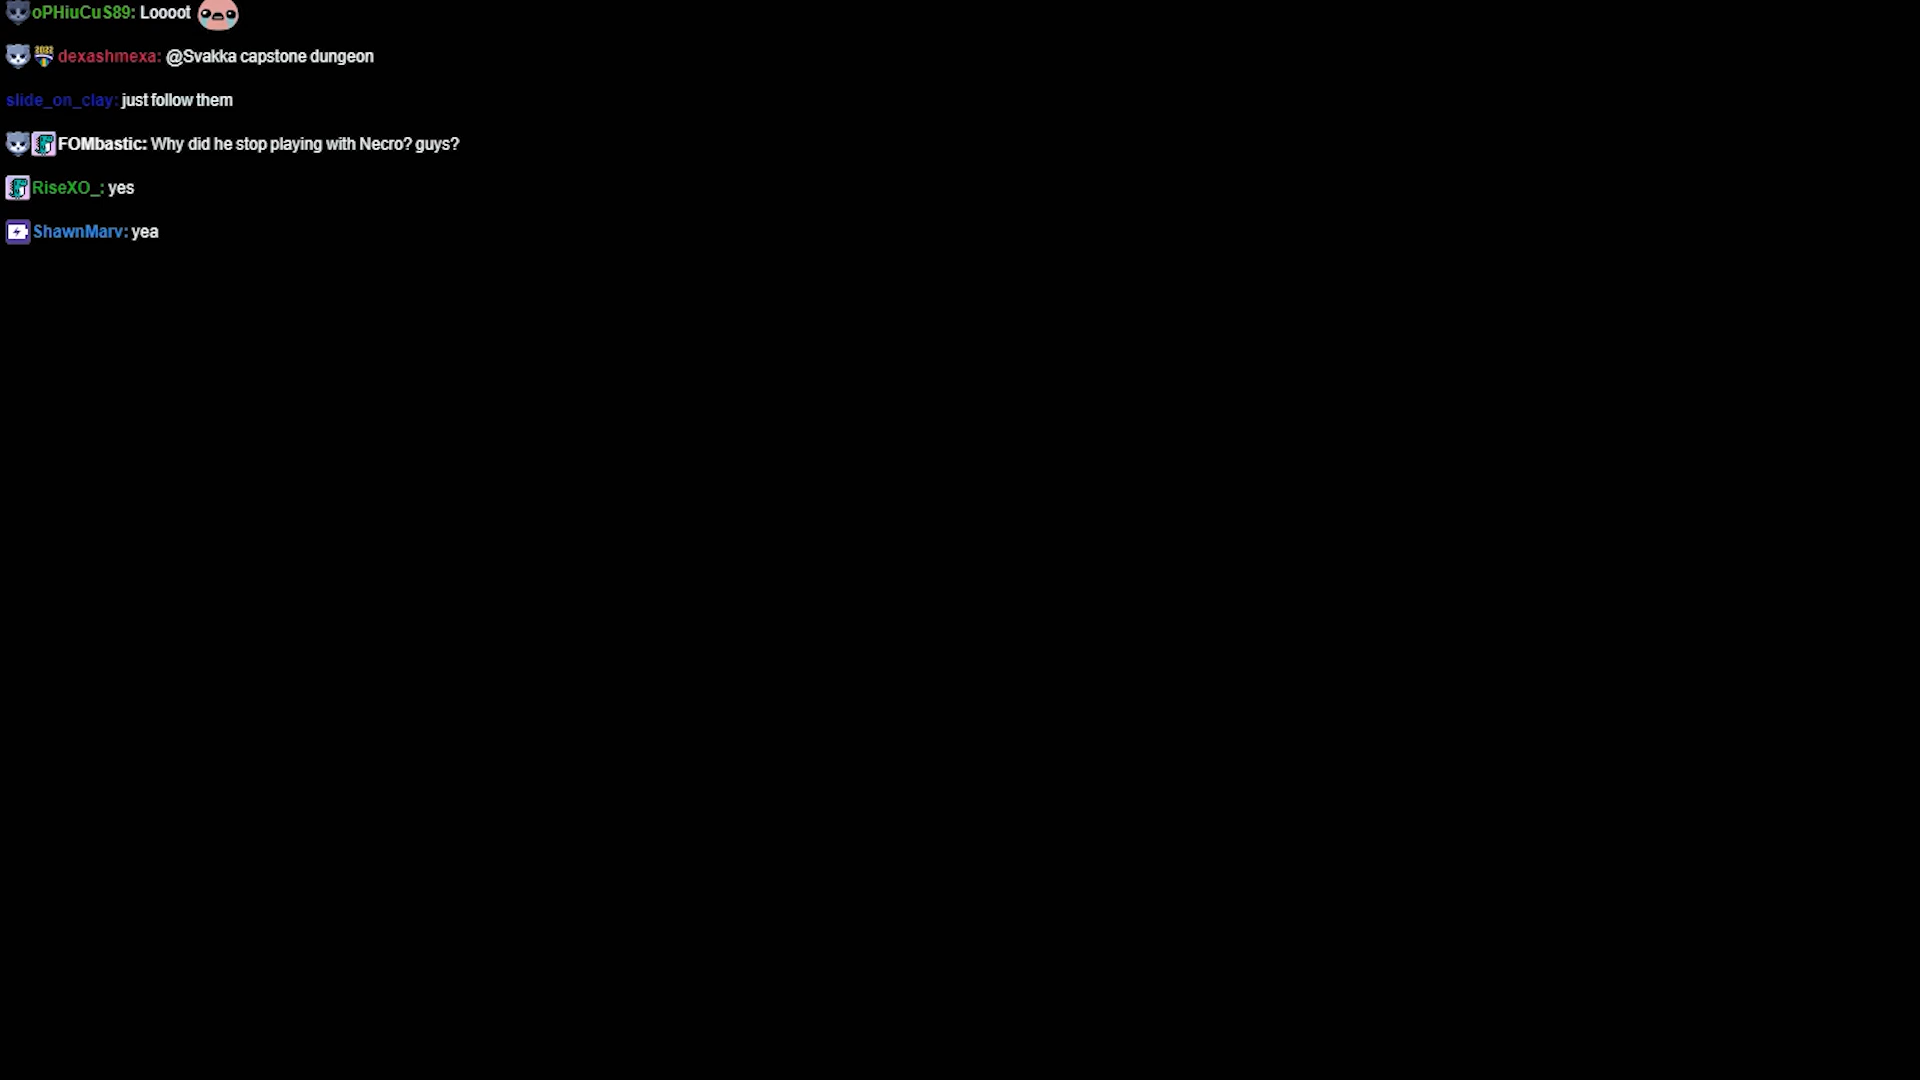 oPHiuCuS89: Loooot
dexashmexa: @Svakka capstone dungeon
slide_on_clay: just follow them
FOMbastic: Why did he stop playing with Necro? guys?
RiseXO_: yes
ShawnMarv: yea